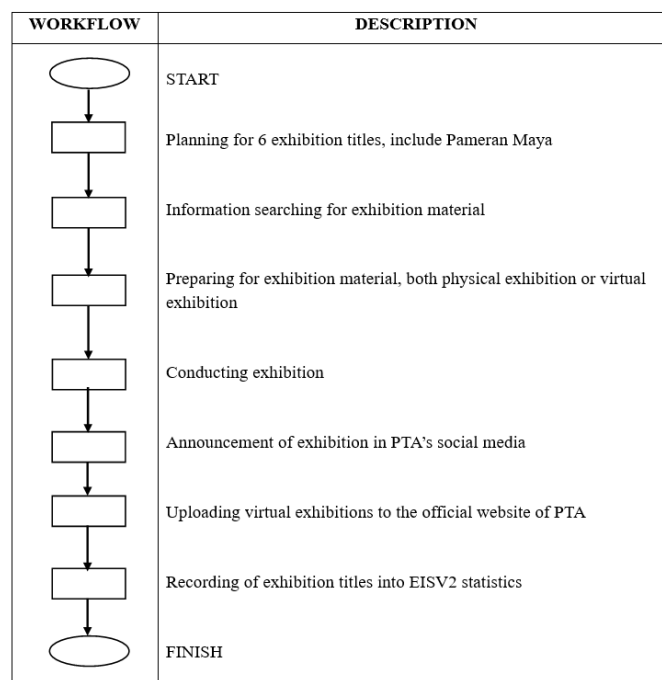 WORKFLOW
DESCRIPTION
START
Planning for 6 exhibition titles, include Pameran Maya
Information searching for exhibition material
Preparing for exhibition material, both physical exhibition or virtual
exhibition
Conducting exhibition
Announcement of exhibition in PTA’s social media
Uploading virtual exhibitions to the official website of PTA
Recording of exhibition titles into EISV2 statistics
FINISH